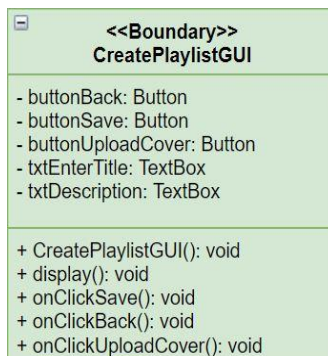 <<Boundary>>
CreatePlaylistGUI
- buttonBack: Button
- buttonSave: Button
- buttonUploadCover: Button
- txtEnterTitle: TextBox
- txtDescription: TextBox
+ CreatePlaylistGUI(): void
+ display(): void
+ onClickSave(): void
+ onClickBack(): void
+ onClickUploadCover(): void